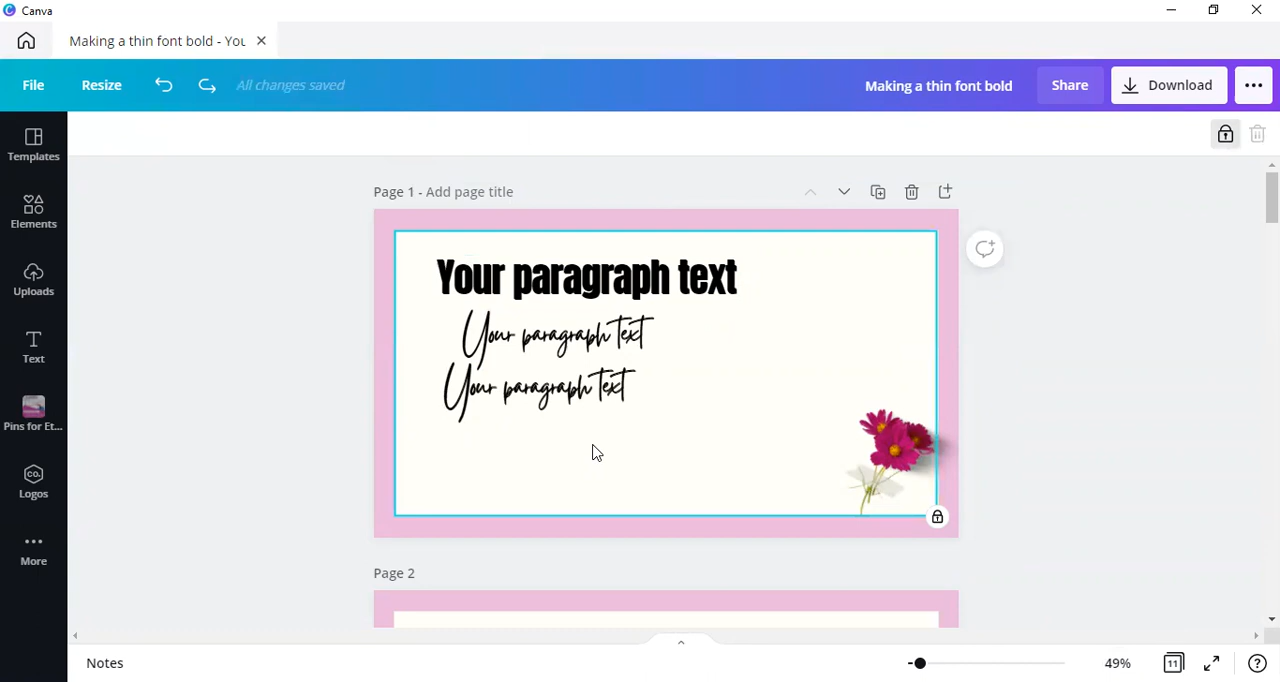 Canva
Making a thin font bold - You
File
Resize
All changes saved
Making a thin font bold
Share
Download
Templates
Elements
Uploads
Text
Pins for Et...
CO.
Logos
More
Page 1 - Add page title
Your paragraph text
Your paragraph text
Your paragraph text
Page 2
Notes
49%
11
?